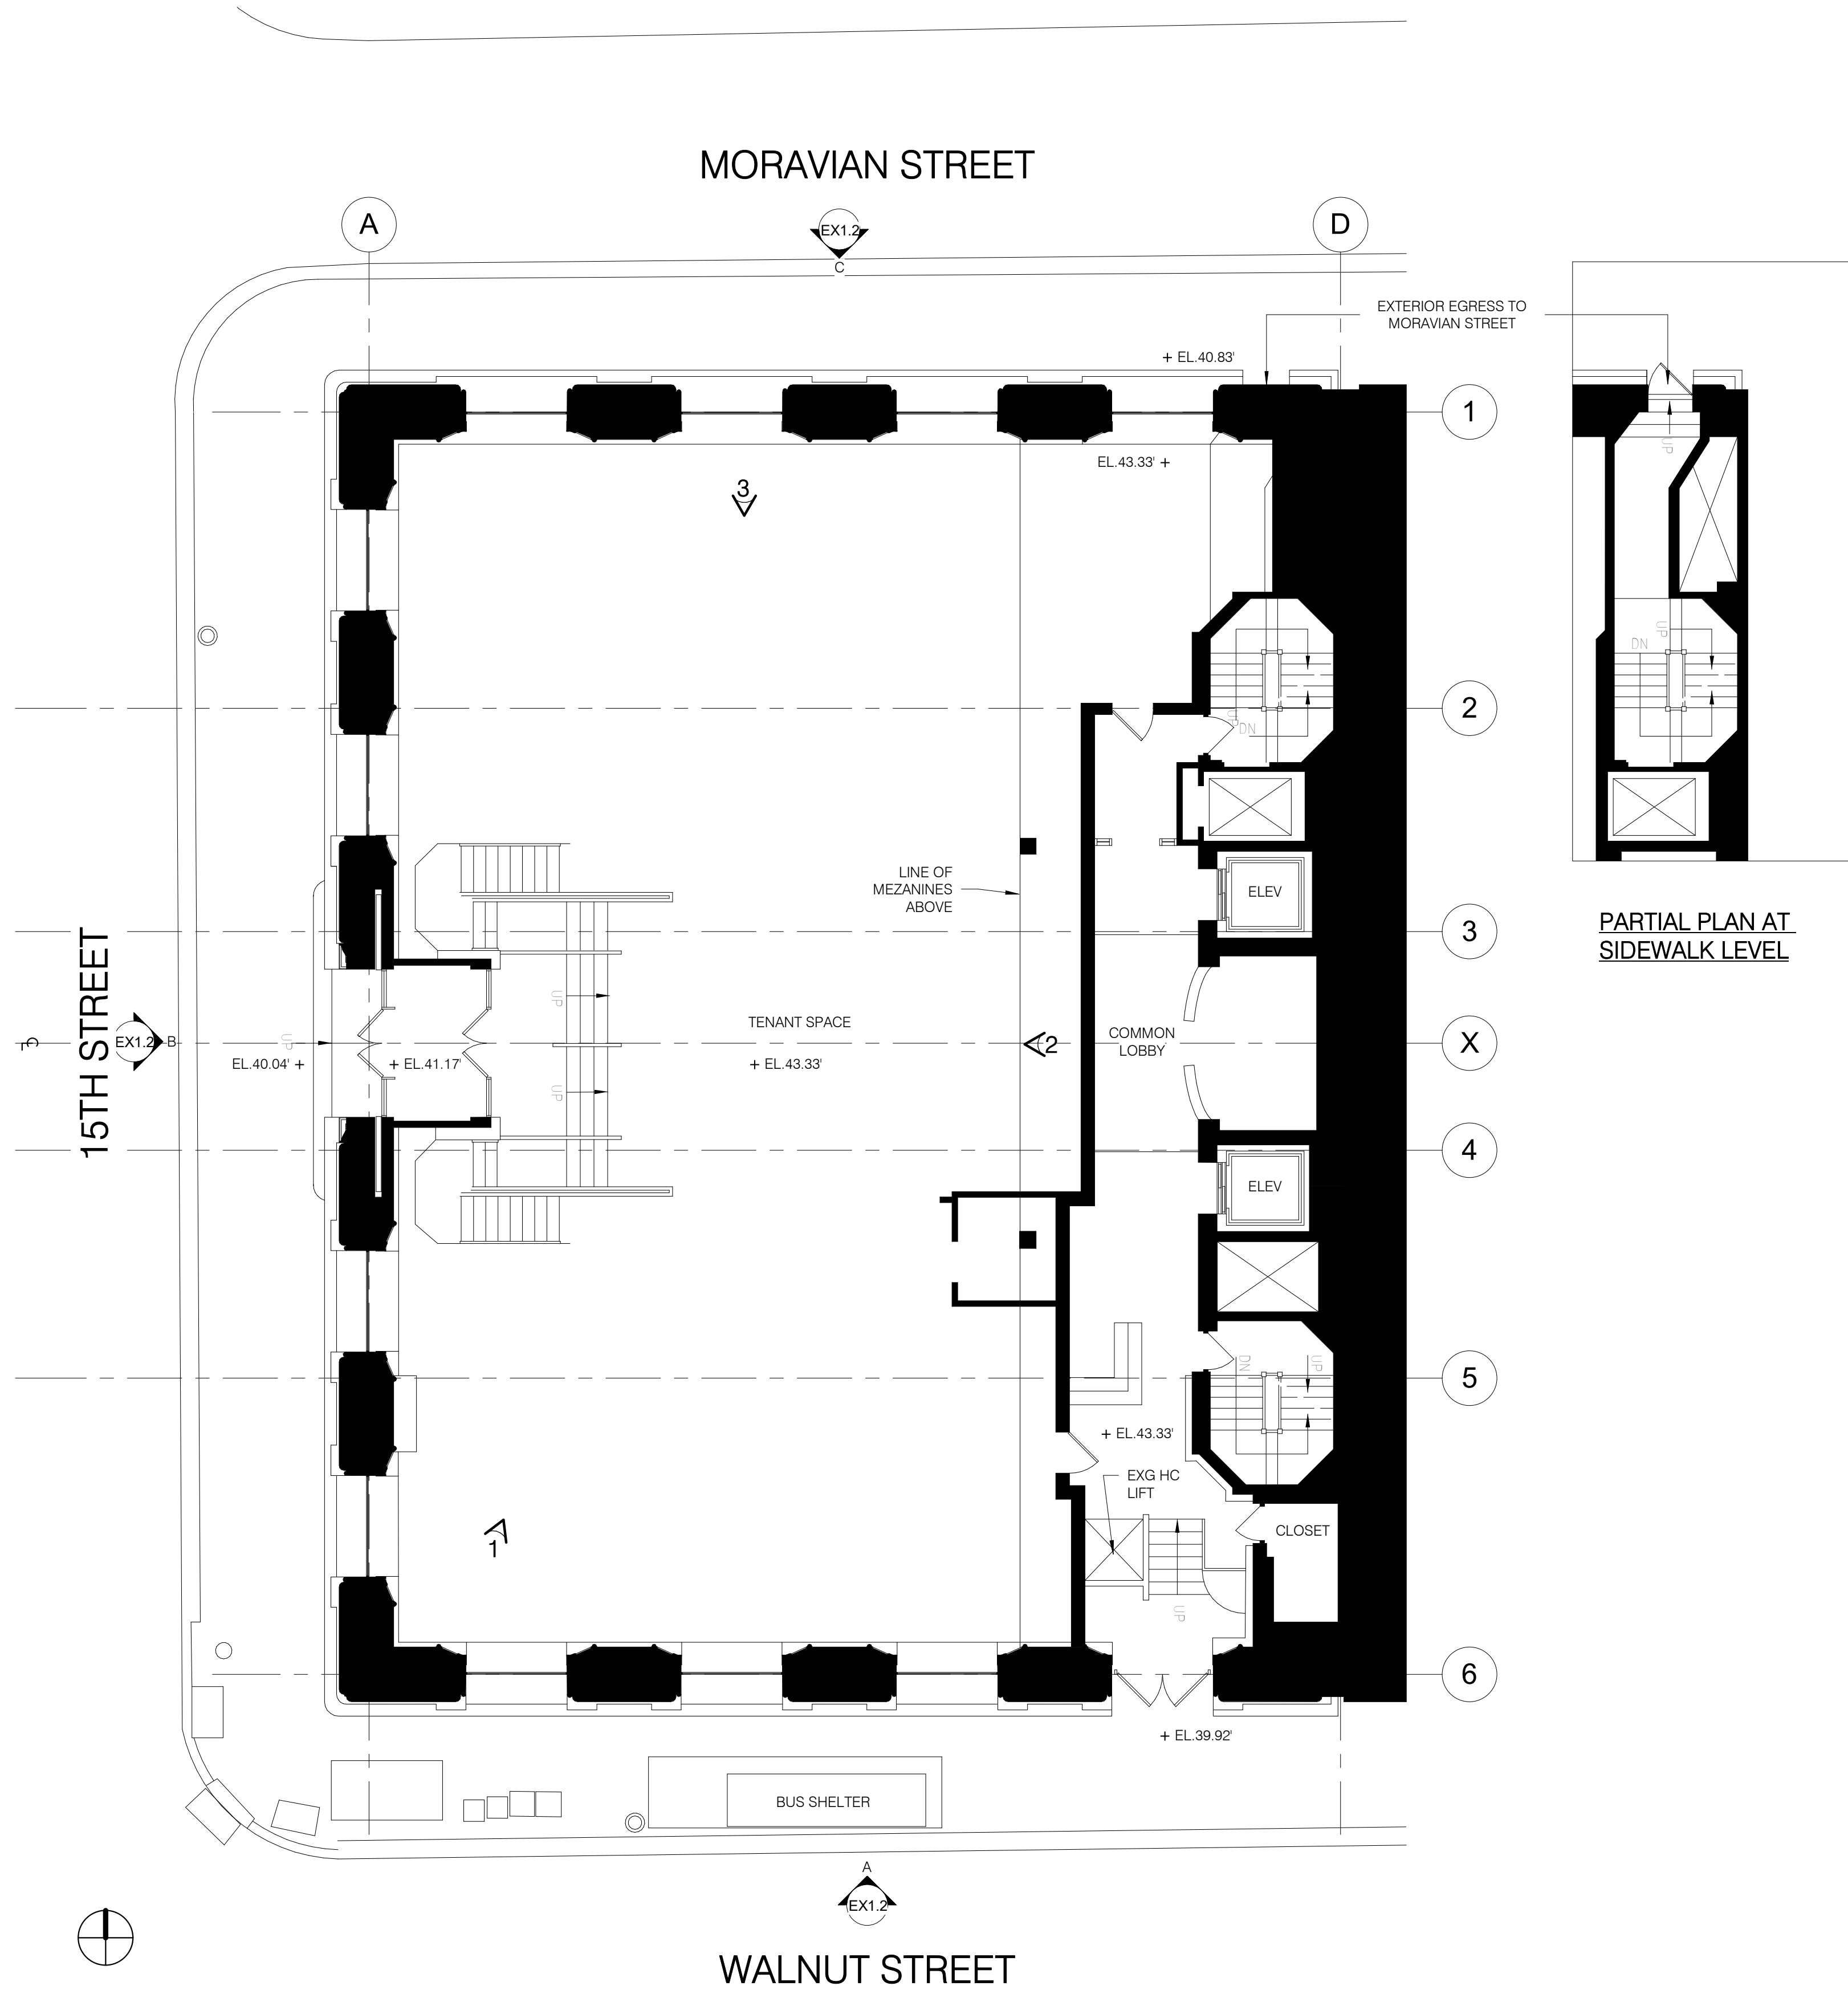 MORAVIAN STREET
A
EX1.2
C
D
EXTERIOR EGRESS TO
MORAVIAN STREET
+ EL.40.83'
1
EL.43.33' +
3
UP
UP
DN
2
UP
DN
LINE OF
MEZANINES
ABOVE
ELEV
3
PARTIAL PLAN AT
SIDEWALK LEVEL
15TH STREET
EX1.2
B
UP
EL.40.04' +
+ EL.41.17'
UP
UP
TENANT SPACE
+ EL.43.33'
2
COMMON
LOBBY
X
4
ELEV
DN
UP
5
+ EL.43.33'
EXG HC
LIFT
1
CLOSET
UP
6
+ EL.39.92'
BUS SHELTER
A
EX1.2
WALNUT STREET